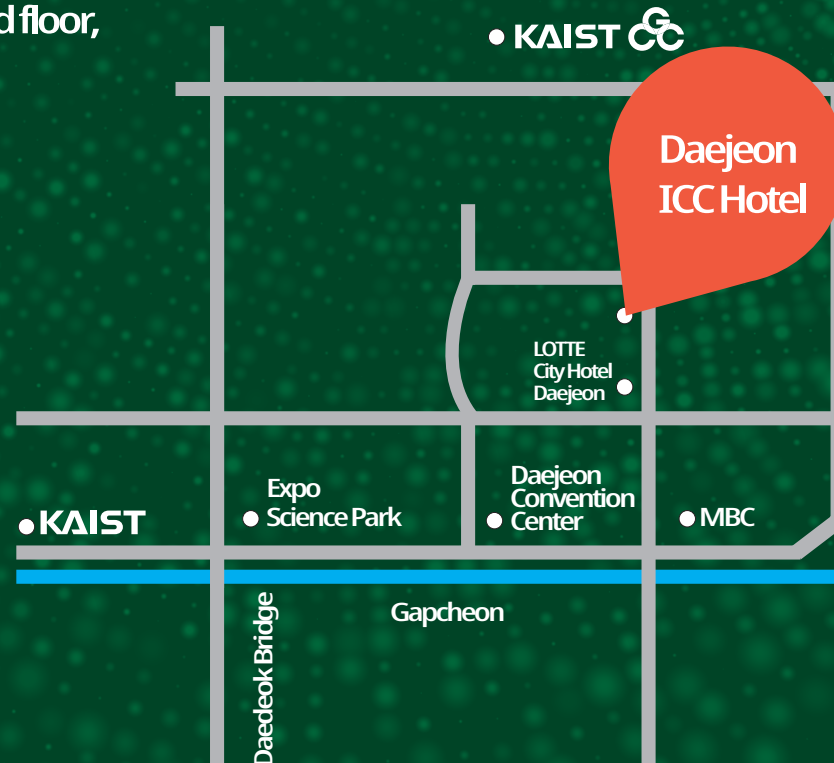 floor,
KAIST GCC
Daejeon
ICC Hotel
LOTTE
City Hotel
Daejeon
Expo
Science Park
Daejeon
Convention
Center
KAIST
MBC
Gapcheon
Daedeok Bridge